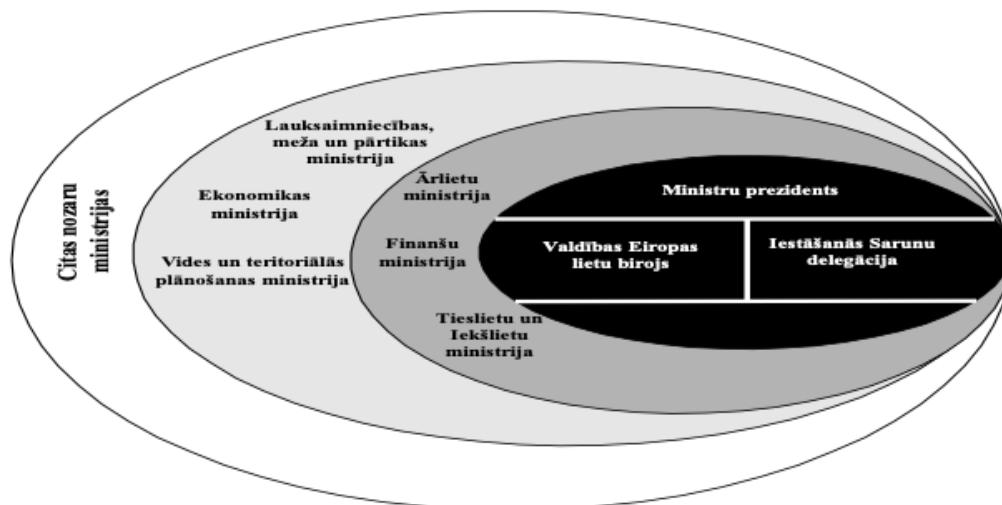 Citas nozaru
ministrijas
Lauksaimniecības,
meža un pārtikas
ministrija
Ekonomikas
ministrija
Vides un teritoriālās
plānošanas ministrija
Ārlietu
ministrija
Finanšu
ministrija
Tieslietu un
Iekšlietu
ministrija
Ministru prezidents
Valdības Eiropas
lietu birojs
Iestāšanās Sarunu
delegācija